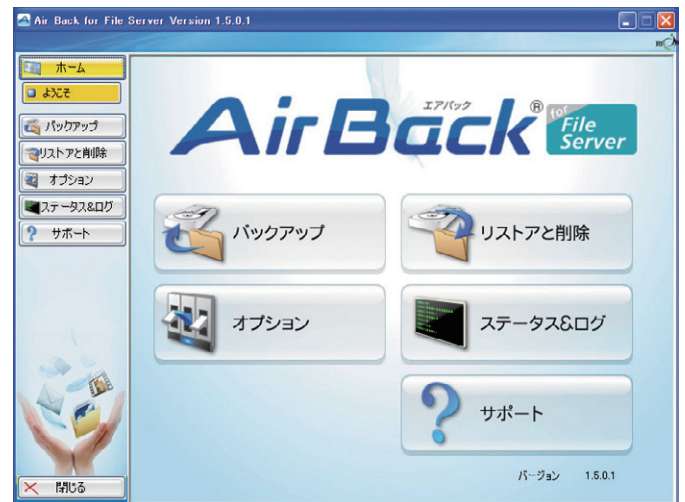 Air Back for File Server Version 1.5.0.1
ホーム
ようこそ
バックアップ
リストアと削除
オプション
ステータス&ログ
サポート
閉じる
エアバック
AirBack® for File Server
バックアップ
リストアと削除
オプション
ステータス&ログ
サポート
バージョン 1.5.0.1